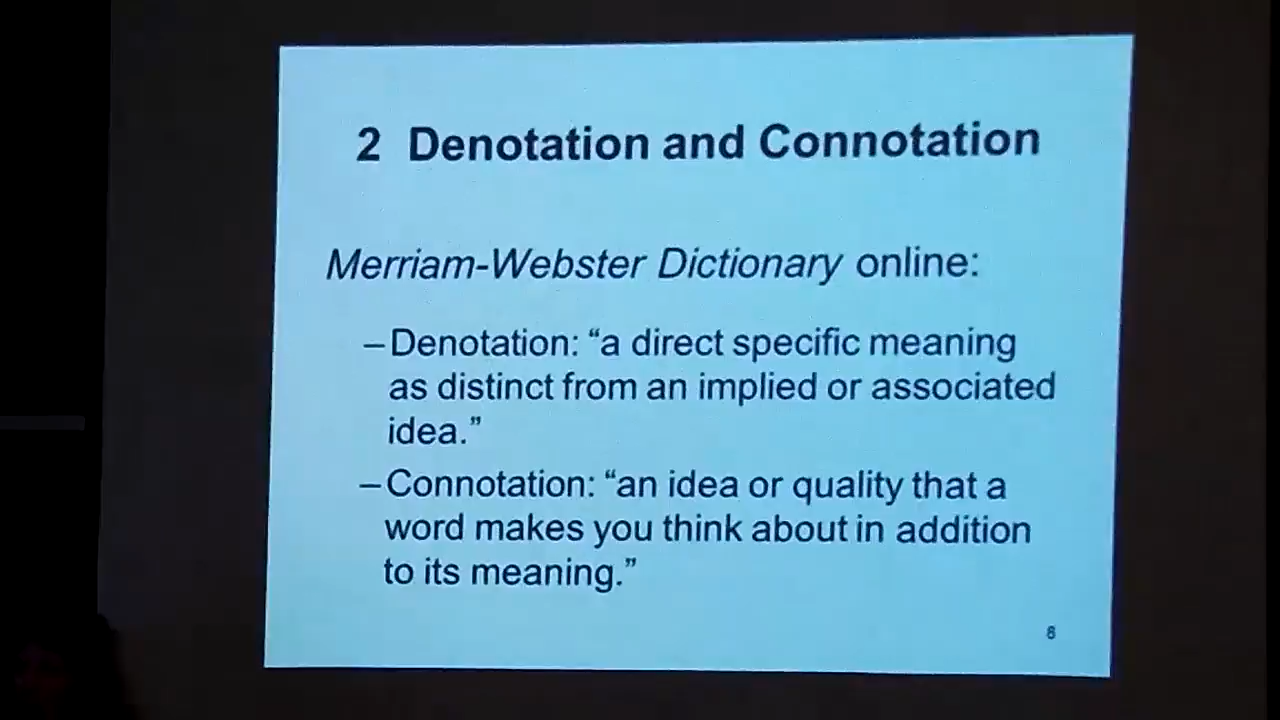 2 Denotation and Connotation
Merriam-Webster Dictionary online:
–Denotation: “a direct specific meaning
as distinct from an implied or associated
idea.”
–Connotation: “an idea or quality that a
word makes you think about in addition
to its meaning.”
8